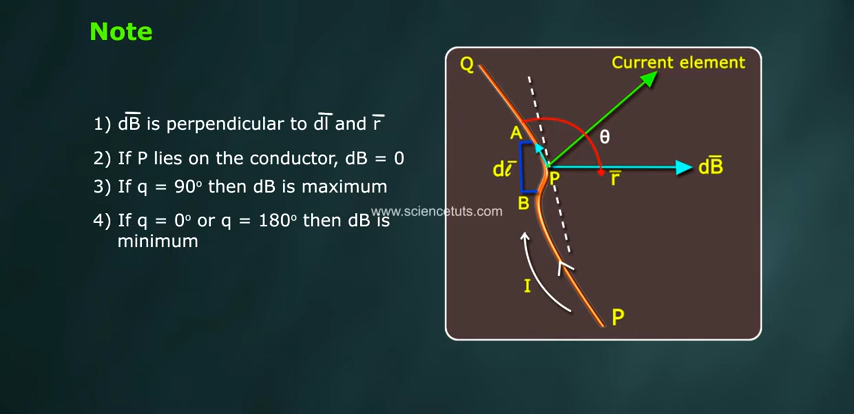 Note
1) dB̅ is perpendicular to dl̅ and r̅
2) If P lies on the conductor, dB = 0
3) If q = 90° then dB is maximum
4) If q = 0° or q = 180° then dB is
minimum
www.sciencetuts.com
Q
Current element
A
θ
dl̅
P
r̅
dB̅
B
I
P